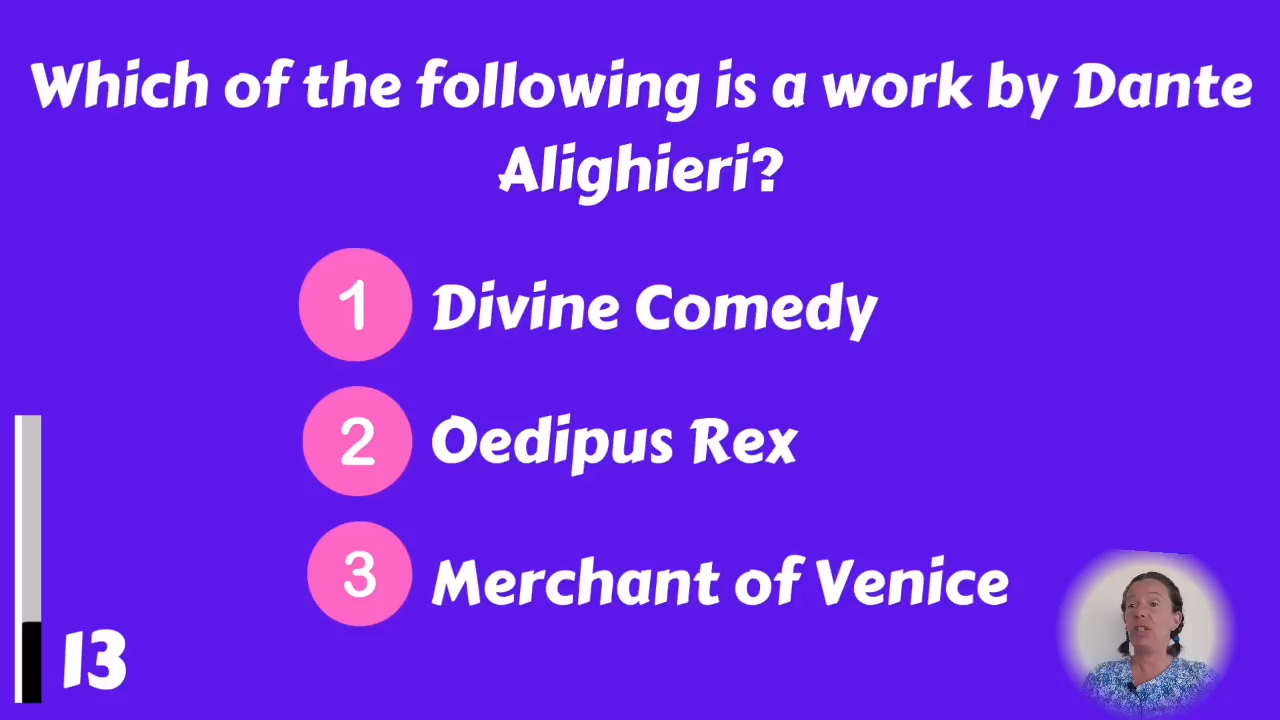 Which of the following is a work by Dante
Alighieri?
1 Divine Comedy
2 Oedipus Rex
3 Merchant of Venice
13